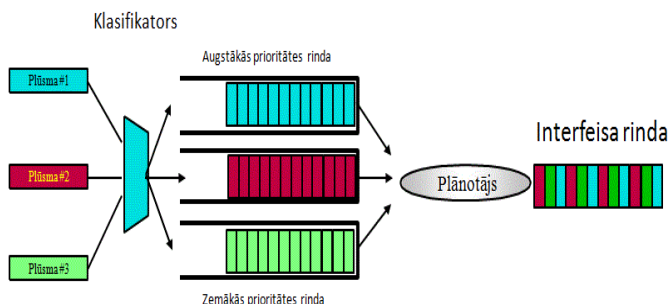 Klasifikators
Augstākās prioritātes rinda
Plūsma#1
Plūsma#2
Plūsma#3
Plānotājs
Interfeisa rinda
Zemākās prioritātes rinda